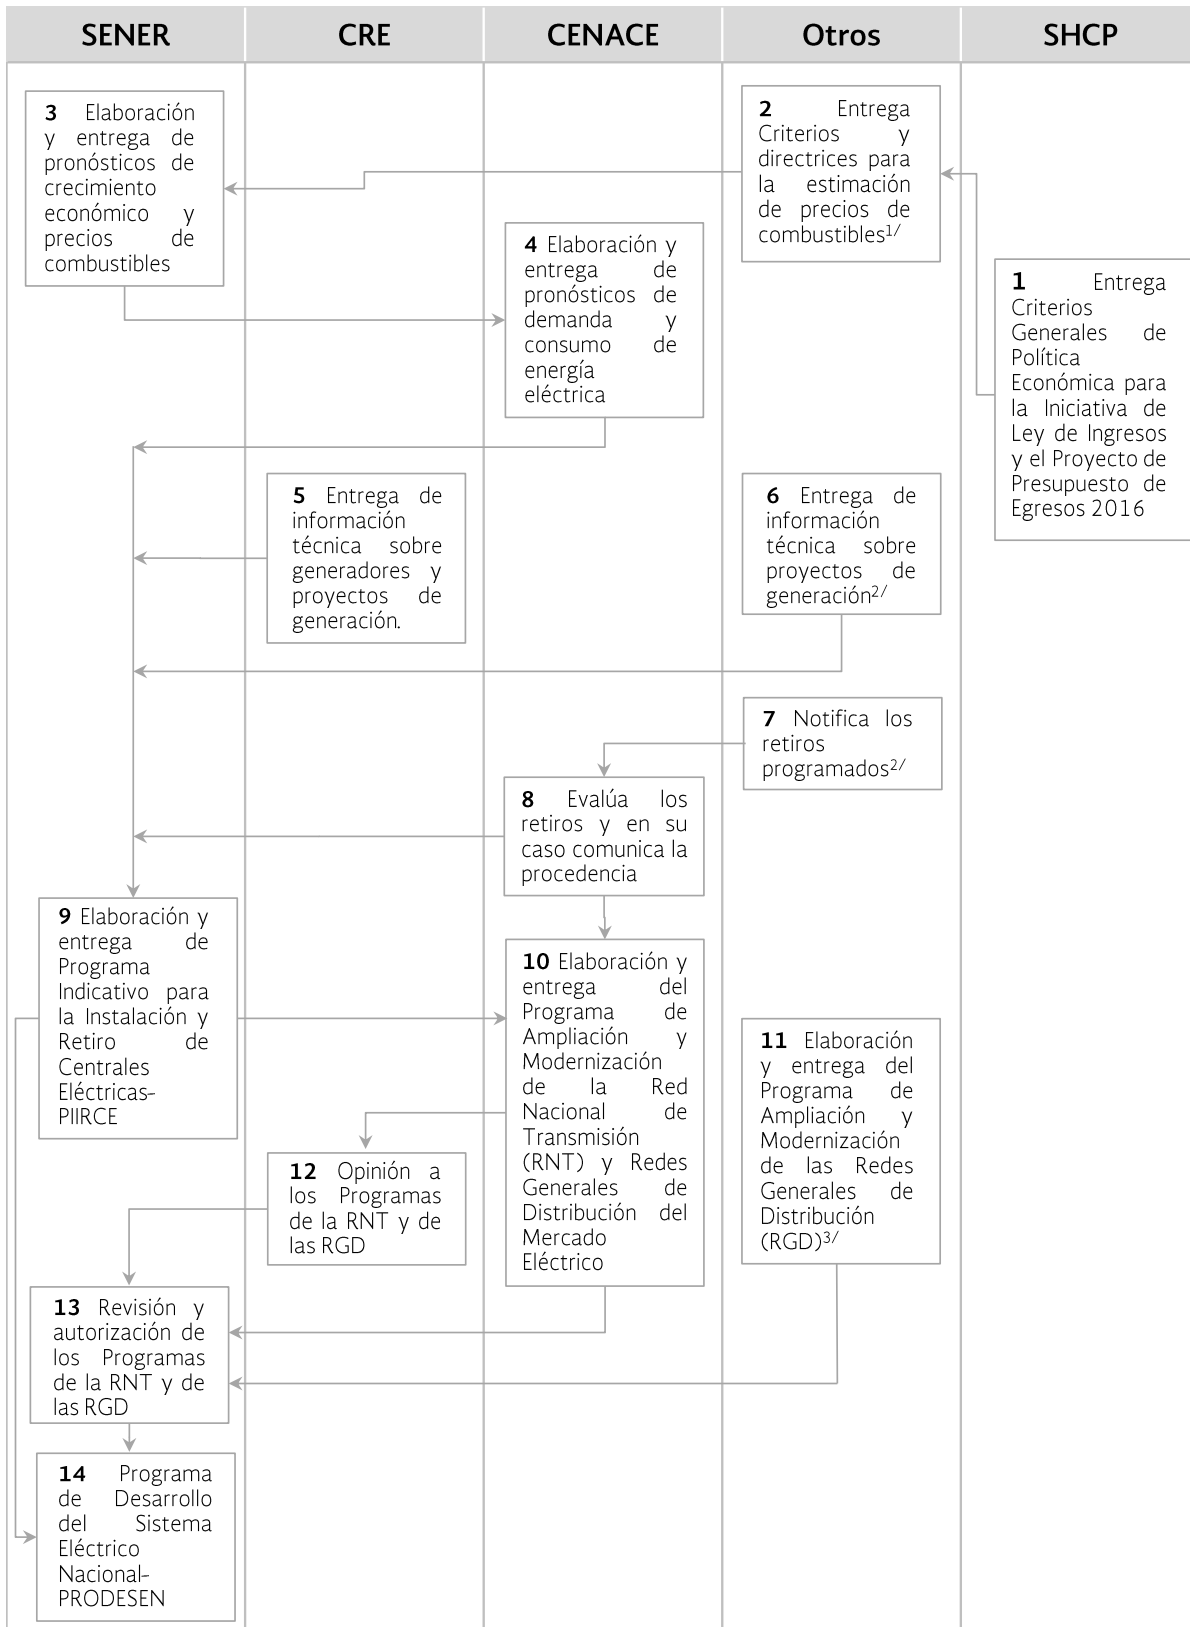 SENER
CRE
CENACE
Otros
SHCP
1 Entrega
Criterios
Generales de
Política
Económica para
la Iniciativa de
Ley de Ingresos
y el Proyecto de
Presupuesto de
Egresos 2016
2 Entrega
Criterios y
directrices para
la estimación
de precios de
combustibles1/
3 Elaboración
y entrega de
pronósticos de
crecimiento
económico y
precios de
combustibles
4 Elaboración y
entrega de
pronósticos de
demanda y
consumo de
energía
eléctrica
5 Entrega de
información
técnica sobre
generadores y
proyectos de
generación.
6 Entrega de
información
técnica sobre
proyectos de
generación2/
7 Notifica los
retiros
programados2/
8 Evalúa los
retiros y en su
caso comunica la
procedencia
9 Elaboración y
entrega de
Programa
Indicativo para
la Instalación y
Retiro de
Centrales
Eléctricas-
PIIRCE
10 Elaboración y
entrega del
Programa de
Ampliación y
Modernización
de la Red
Nacional de
Transmisión
(RNT) y Redes
Generales de
Distribución del
Mercado
Eléctrico
11 Elaboración
y entrega del
Programa de
Ampliación y
Modernización
de las Redes
Generales de
Distribución
(RGD)3/
12 Opinión a
los Programas
de la RNT y de
las RGD
13 Revisión y
autorización de
los Programas
de la RNT y de
las RGD
14 Programa
de Desarrollo
del Sistema
Eléctrico
Nacional-
PRODESEN